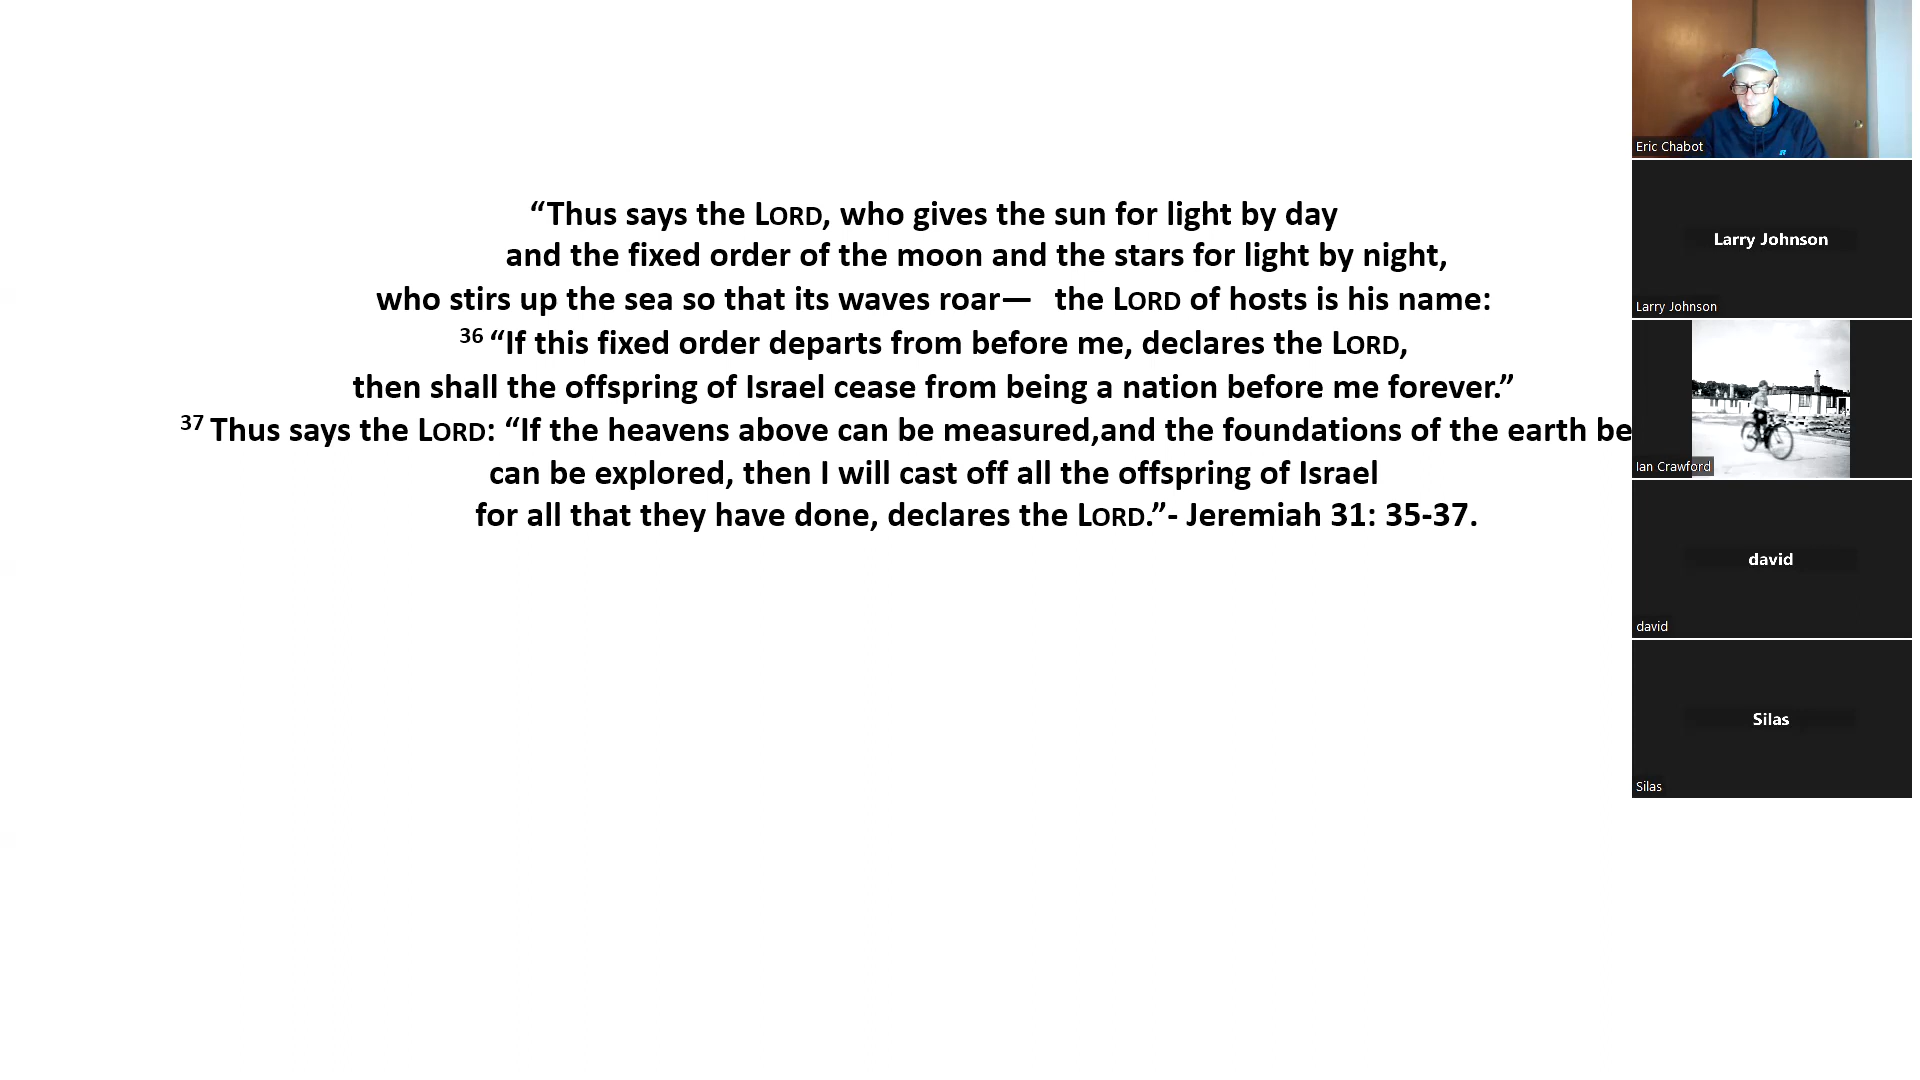 “Thus says the LORD, who gives the sun for light by day
and the fixed order of the moon and the stars for light by night,
who stirs up the sea so that its waves roar— the LORD of hosts is his name:
36 “If this fixed order departs from before me, declares the LORD,
then shall the offspring of Israel cease from being a nation before me forever.”
37 Thus says the LORD: “If the heavens above can be measured,and the foundations of the earth be
can be explored, then I will cast off all the offspring of Israel
for all that they have done, declares the LORD.”- Jeremiah 31: 35-37.
Eric Chabot
Larry Johnson
Larry Johnson
Ian Crawford
david
david
Silas
Silas